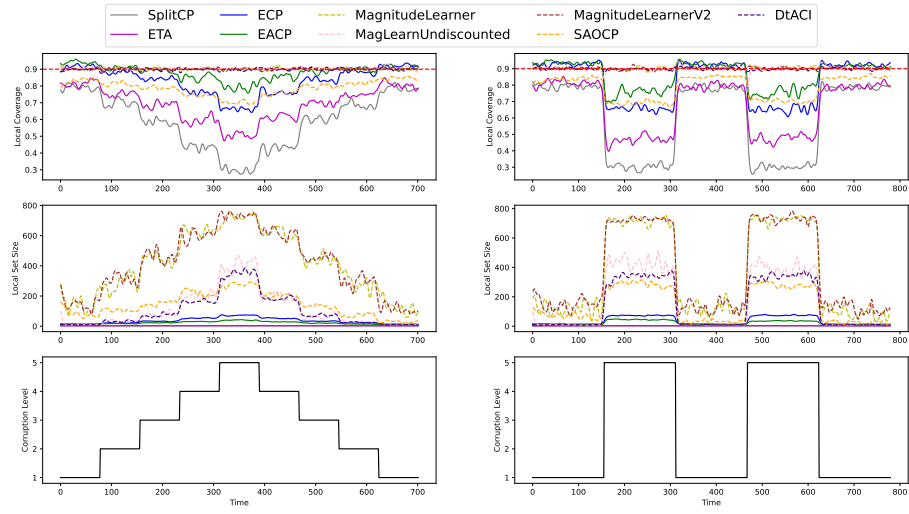 SplitCP ECP MagnitudeLearner MagnitudeLearnerV2 DtACI
ETA EACP MagLearnUndiscounted SAOCP
Local Coverage
0.9
0.8
0.7
0.6
0.5
0.4
0.3
0 100 200 300 400 500 600 700
Local Coverage
0.9
0.8
0.7
0.6
0.5
0.4
0.3
0 100 200 300 400 500 600 700 800
Local Set Size
800
600
400
200
0
0 100 200 300 400 500 600 700
Local Set Size
800
600
400
200
0
0 100 200 300 400 500 600 700 800
Corruption Level
5
4
3
2
1
0 100 200 300 400 500 600 700
Time
Corruption Level
5
4
3
2
1
0 100 200 300 400 500 600 700 800
Time